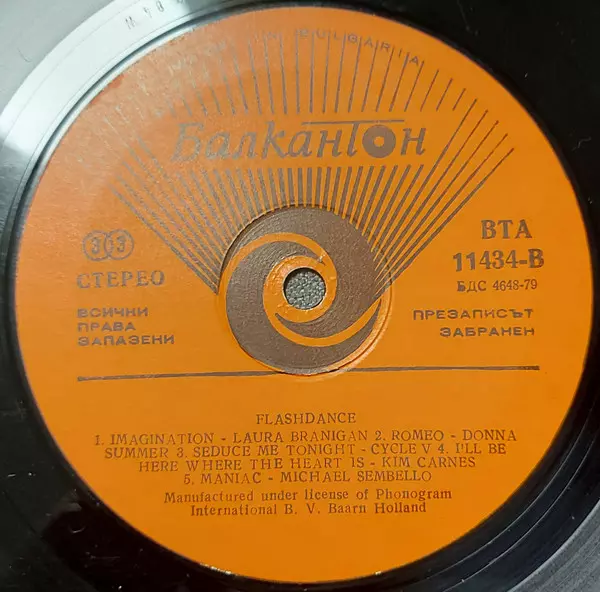 BULGARIA
Балкантон
33
СТЕРЕО
ВТА
11434-В
БДС 4648-79
ВСИЧКИ
ПРАВА
ЗАПАЗЕНИ
ПРЕЗАПИСЪТ
ЗАБРАНЕН
FLASHDANCE
1. IMAGINATION - LAURA BRANIGAN 2. ROMEO - DONNA
SUMMER 3. SEDUCE ME TONIGHT - CYCLE V 4. I'LL BE
HERE WHERE THE HEART IS - KIM CARNES
5. MANIAC - MICHAEL SEMBELLO
Manufactured under license of Phonogram
International B. V. Baarn Holland